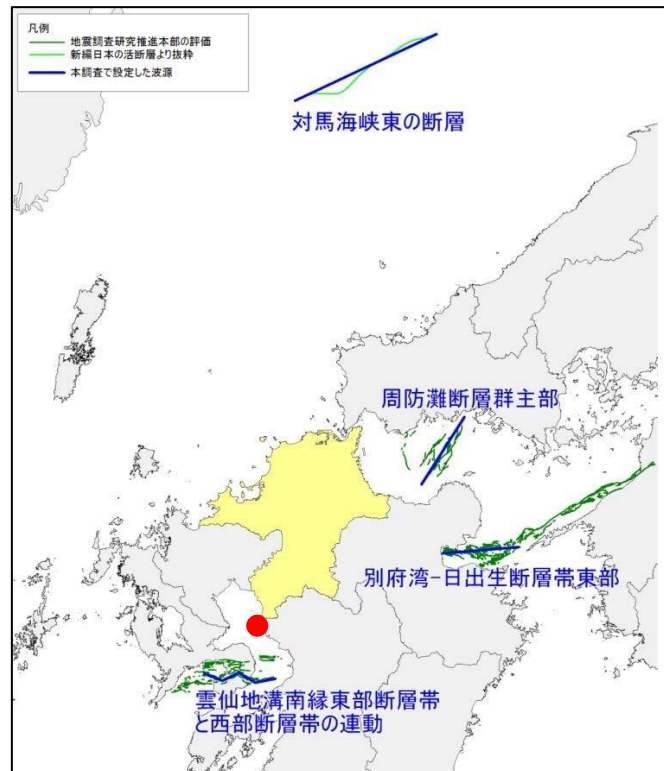 凡例
地震調査研究推進本部の評価
新編日本の活断層より抜粋
本調査で設定した波源
対馬海峡東の断層
周防灘断層群主部
別府湾-日出生断層帯東部
雲仙地溝南縁東部断層帯
と西部断層帯の連動